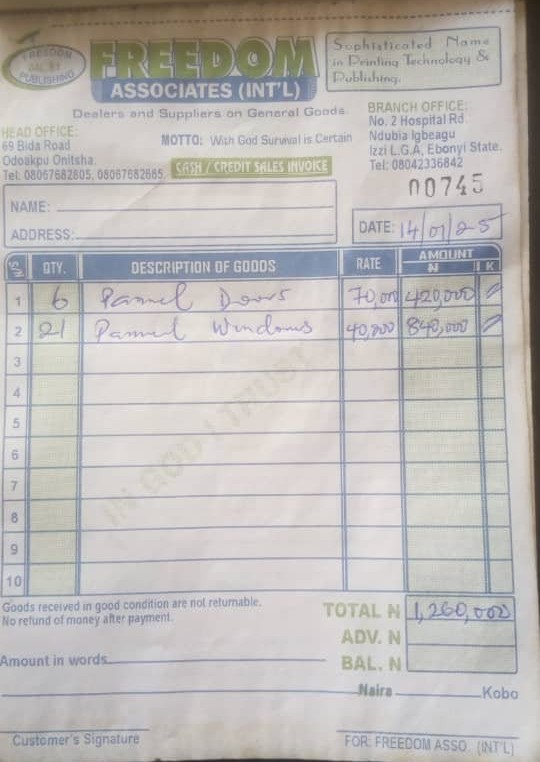 FREEDOM
PUBLISHING
FREEDOM
ASSOCIATES (INT'L)
Sophisticated Name
in Printing Technology &
Publishing.
Dealers and Suppliers on General Goods.
HEAD OFFICE:
69 Bida Road
Odoakpu Onitsha.
Tel. 08067682805, 08067682665.
MOTTO: With God Survival is Certain
CASH / CREDIT SALES INVOICE
BRANCH OFFICE:
No. 2 Hospital Rd.
Ndubia Igbeagu
Izzi L.G.A, Ebonyi State.
Tel: 08042336842
00745
NAME:
ADDRESS:
DATE: 14/01/25
S/N QTY. DESCRIPTION OF GOODS RATE AMOUNT
N K
1 6 Pannel Doors 70,000 420,000
2 21 Pannel Windows 40,000 840,000
3
4
5
6
7
8
9
10
IN GOD I TRUST
Goods received in good condition are not returnable.
No refund of money after payment.
TOTAL N 1,260,000
ADV. N
Amount in words
BAL. N
Naira Kobo
Customer's Signature
FOR: FREEDOM ASSO. (INT'L)